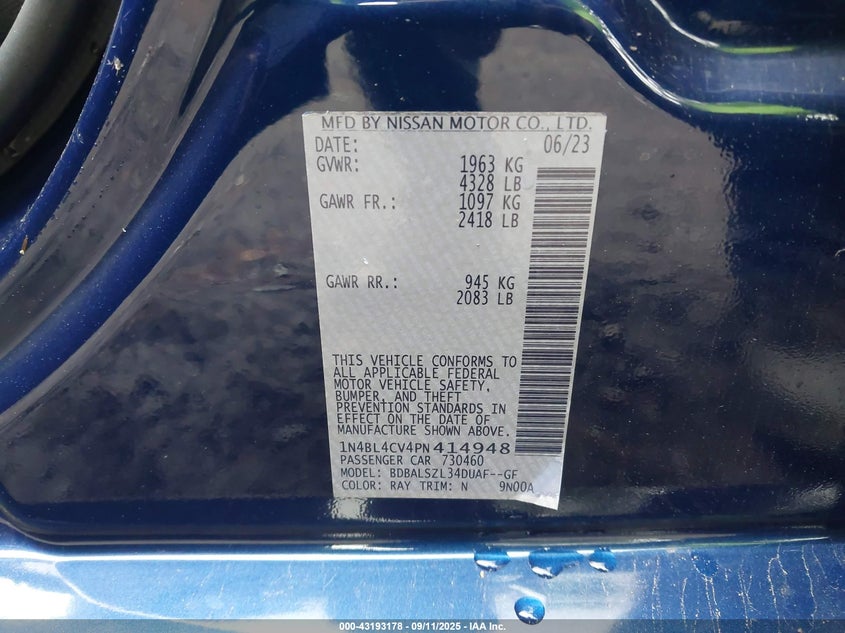 MFD BY NISSAN MOTOR CO., LTD.
DATE: 06/23
GVWR: 1963 KG
4328 LB
GAWR FR.: 1097 KG
2418 LB
GAWR RR.: 945 KG
2083 LB
THIS VEHICLE CONFORMS TO
ALL APPLICABLE FEDERAL
MOTOR VEHICLE SAFETY,
BUMPER, AND THEFT
PREVENTION STANDARDS IN
EFFECT ON THE DATE OF
MANUFACTURE SHOWN ABOVE.
1N4BL4CV4PN414948
PASSENGER CAR 730460
MODEL: BDBALSZL34DUAF--GF
COLOR: RAY TRIM: N 9N00A
000-43193178 - 09/11/2025 - IAA Inc.